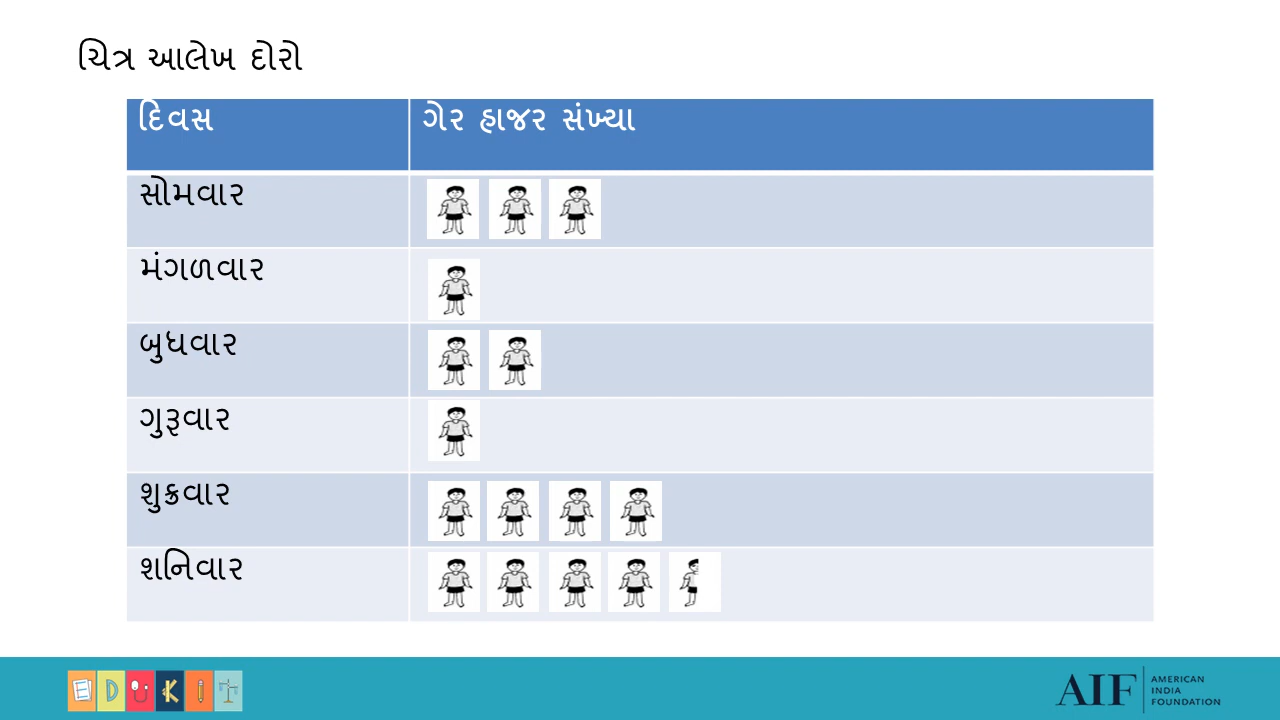 ચિત્ર આલેખ દોરો
દિવસ ગેર હાજર સંખ્યા
સોમવાર
મંગળવાર
બુધવાર
ગુરૂવાર
શુક્રવાર
શનિવાર
EDUKIT
AIF AMERICAN
INDIA
FOUNDATION